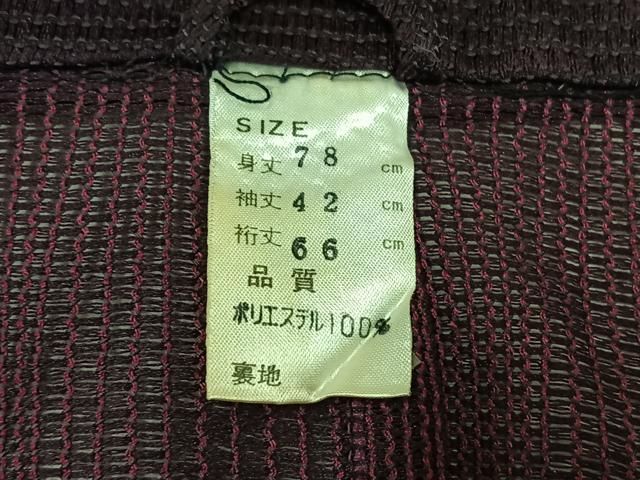 SIZE
身丈 78 cm
袖丈 42 cm
裄丈 66 cm
品質
ポリエステル100%
裏地